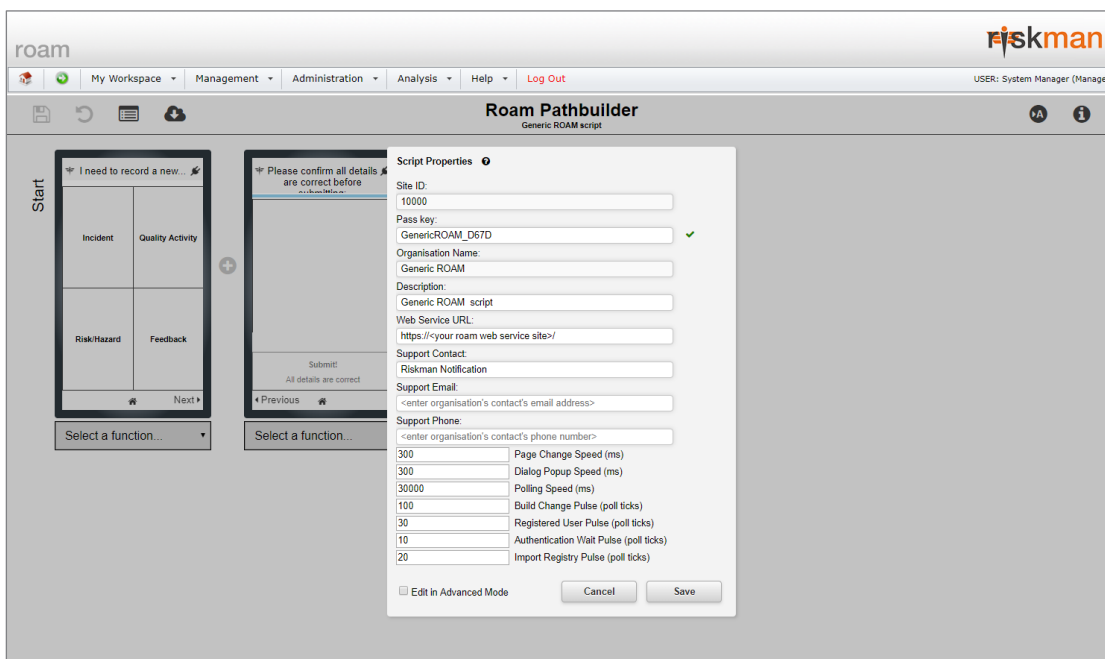 roam
riskman
My Workspace Management Administration Analysis Help Log Out
USER: System Manager (Manage
Roam Pathbuilder
Generic ROAM script
A
Start
I need to record a new...
Incident Quality Activity
Risk/Hazard Feedback
Next
Select a function...
Please confirm all details
are correct before
submitting:
Submit!
All details are correct
Previous
Select a function...
Script Properties
Site ID:
10000
Pass key:
GenericROAM_D67D
Organisation Name:
Generic ROAM
Description:
Generic ROAM script
Web Service URL:
https://<your roam web service site>/
Support Contact:
Riskman Notification
Support Email:
<enter organisation's contact's email address>
Support Phone:
<enter organisation's contact's phone number>
300 Page Change Speed (ms)
300 Dialog Popup Speed (ms)
30000 Polling Speed (ms)
100 Build Change Pulse (poll ticks)
30 Registered User Pulse (poll ticks)
10 Authentication Wait Pulse (poll ticks)
20 Import Registry Pulse (poll ticks)
Edit in Advanced Mode Cancel Save